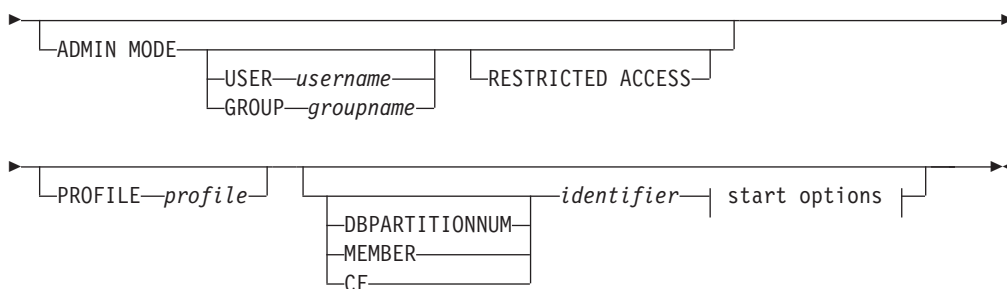 ADMIN MODE
USER username RESTRICTED ACCESS
GROUP groupname
PROFILE profile identifier start options
DBPARTITIONNUM
MEMBER
CF